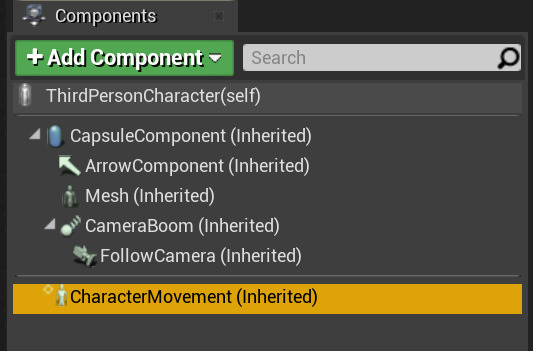 Components
+ Add Component
Search
ThirdPersonCharacter(self)
CapsuleComponent (Inherited)
ArrowComponent (Inherited)
Mesh (Inherited)
CameraBoom (Inherited)
FollowCamera (Inherited)
CharacterMovement (Inherited)